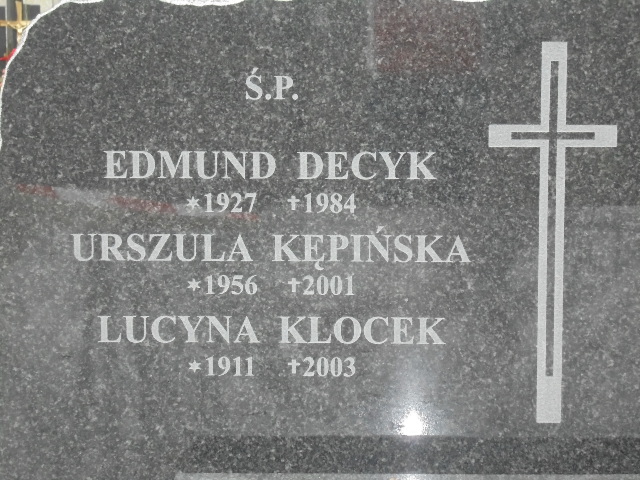 Ś.P.
EDMUND DECYK
*1927 †1984
URSZULA KĘPIŃSKA
*1956 †2001
LUCYNA KLOCEK
*1911 †2003